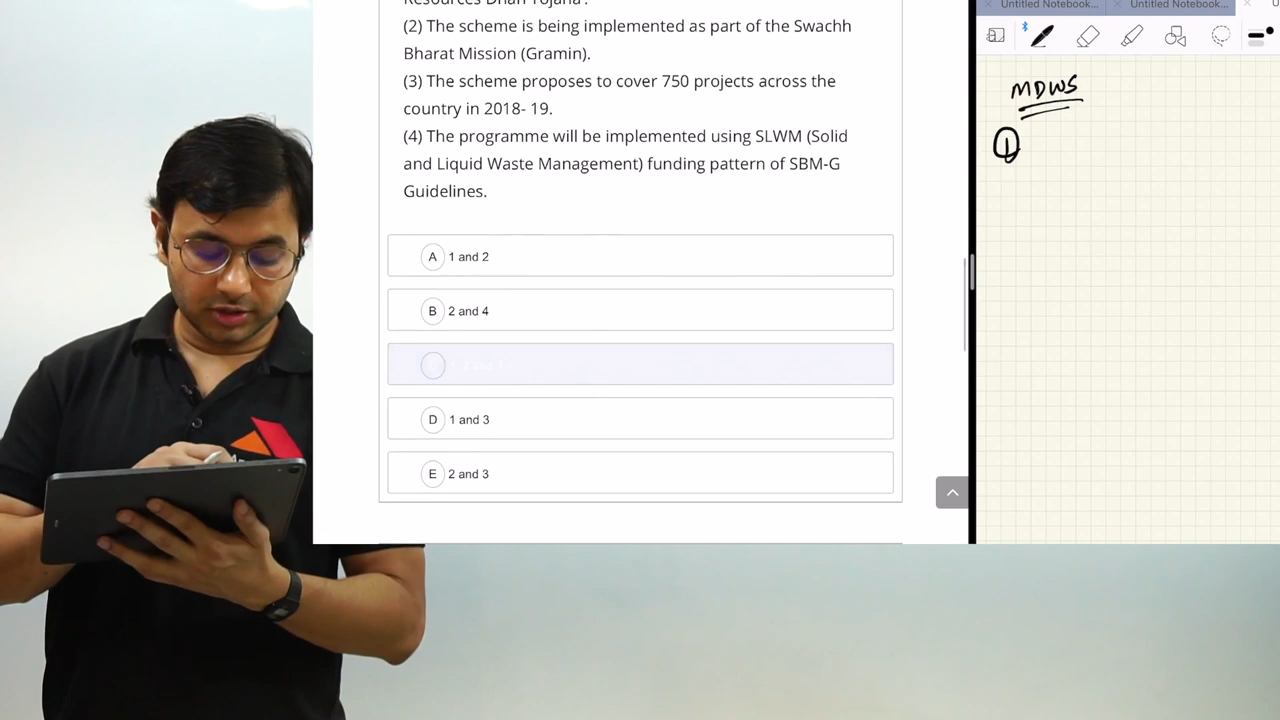 Untitled Notebook...
Untitled Notebook...
U
Resources Dhan Yojana'.
(2) The scheme is being implemented as part of the Swachh
Bharat Mission (Gramin).
(3) The scheme proposes to cover 750 projects across the
country in 2018- 19.
(4) The programme will be implemented using SLWM (Solid
and Liquid Waste Management) funding pattern of SBM-G
Guidelines.
A 1 and 2
B 2 and 4
D 1 and 3
E 2 and 3
MDWS
1